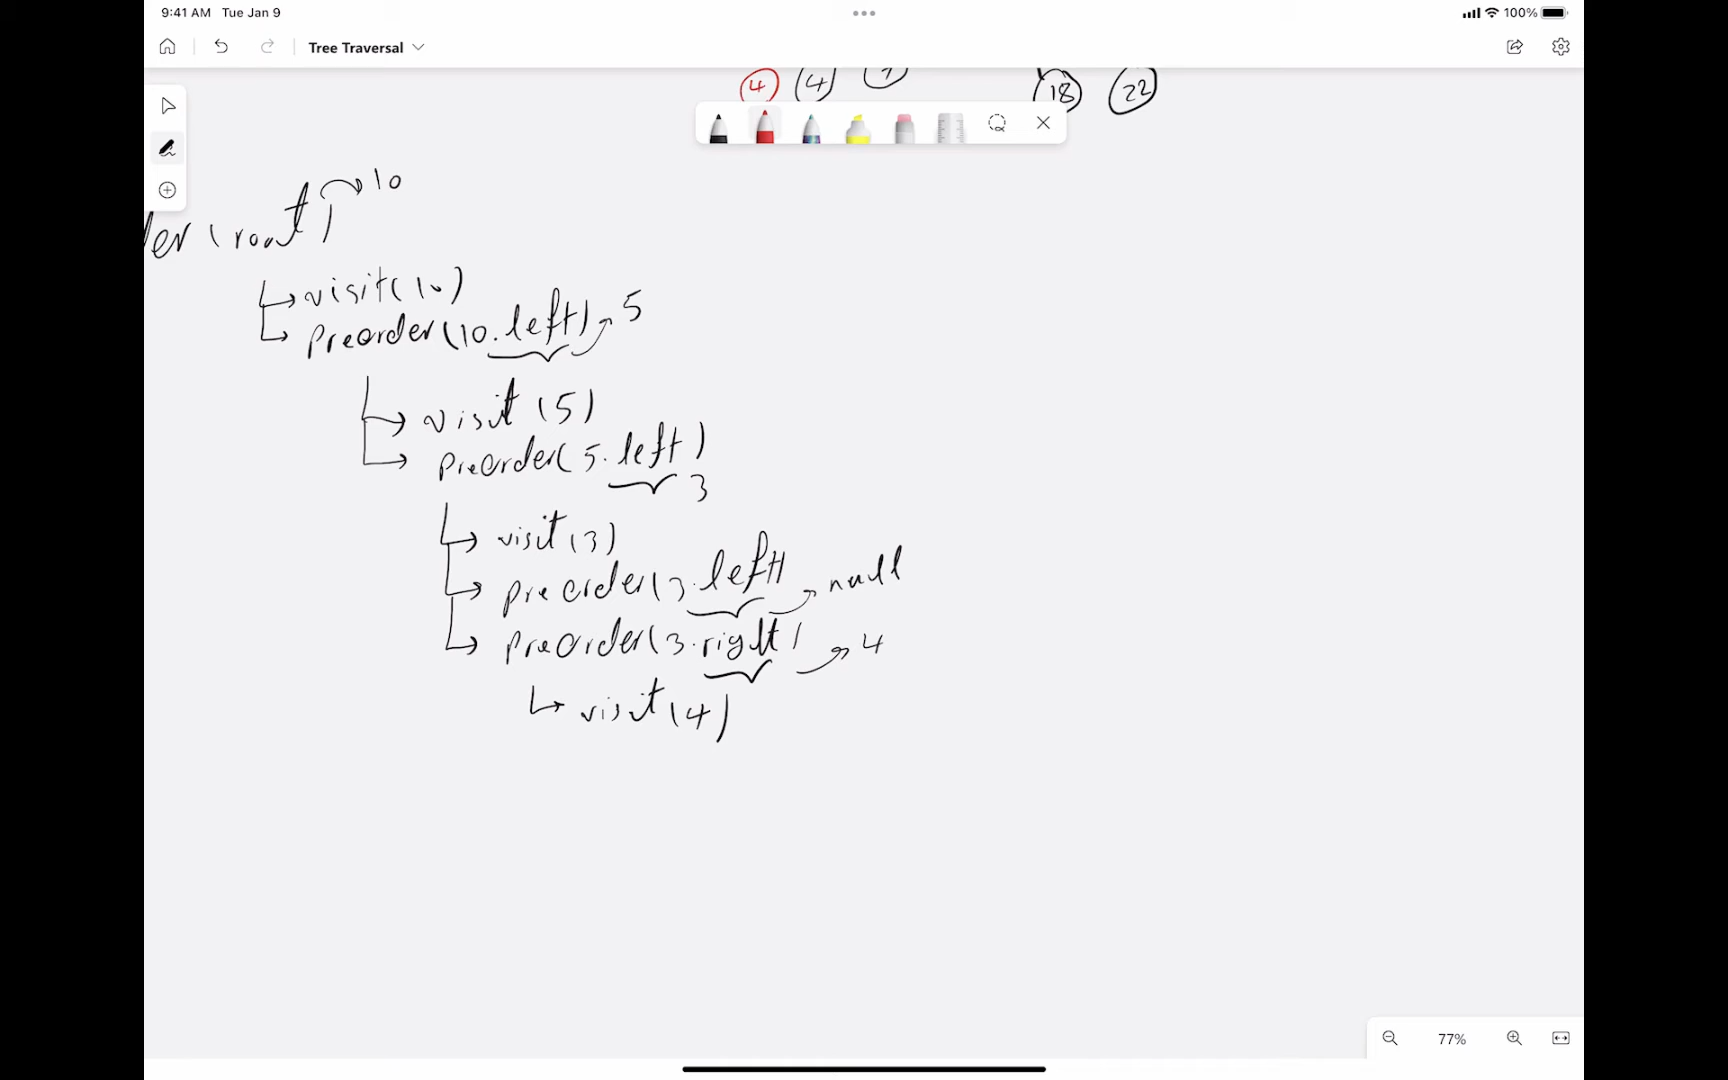 9:41 AM Tue Jan 9
100%
Tree Traversal
4 4 18 22
der (root) 10
visit(10)
preorder(10.left) 5
visit (5)
preorder(5.left)
3
visit(3)
preorder(3.left) null
preorder(3.right) 4
visit(4)
77%